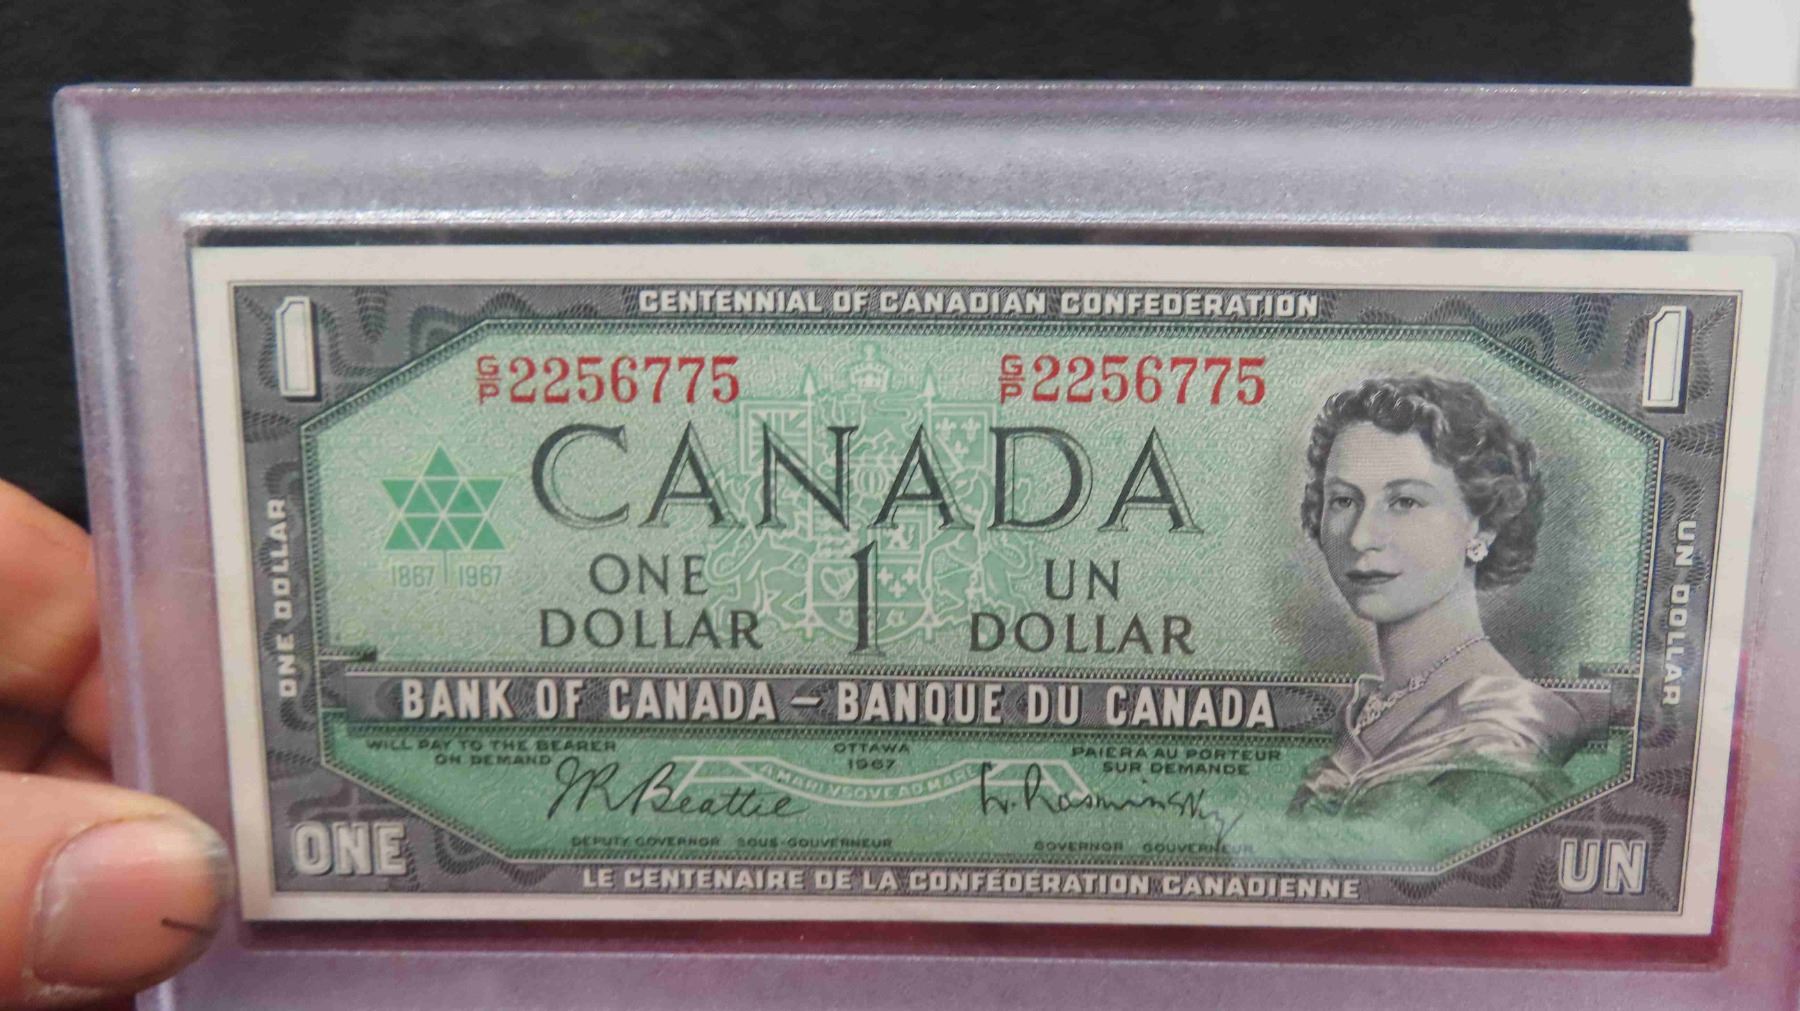 CENTENNIAL OF CANADIAN CONFEDERATION
1 1
G/P 2256775 G/P 2256775
CANADA
1867 1967
ONE DOLLAR 1 UN DOLLAR
ONE DOLLAR
UN DOLLAR
BANK OF CANADA – BANQUE DU CANADA
WILL PAY TO THE BEARER ON DEMAND
OTTAWA 1967
PAIERA AU PORTEUR SUR DEMANDE
A MARI VSQVE AD MARE
JRBeattie L. Rasminsky
DEPUTY GOVERNOR SOUS-GOUVERNEUR
GOVERNOR GOUVERNEUR
ONE UN
LE CENTENAIRE DE LA CONFÉDÉRATION CANADIENNE